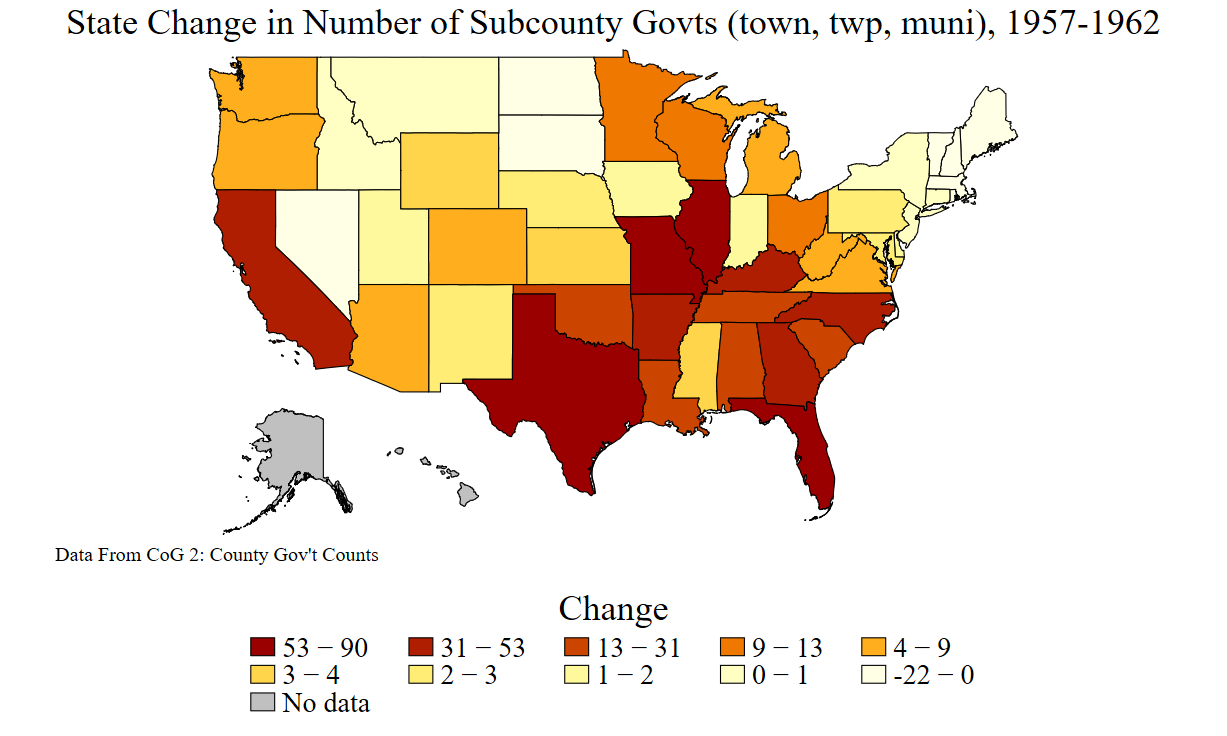 State Change in Number of Subcounty Govts (town, twp, muni), 1957-1962
Data From CoG 2: County Gov't Counts
Change
53 − 90 31 − 53 13 − 31 9 − 13 4 − 9
3 − 4 2 − 3 1 − 2 0 − 1 -22 − 0
No data